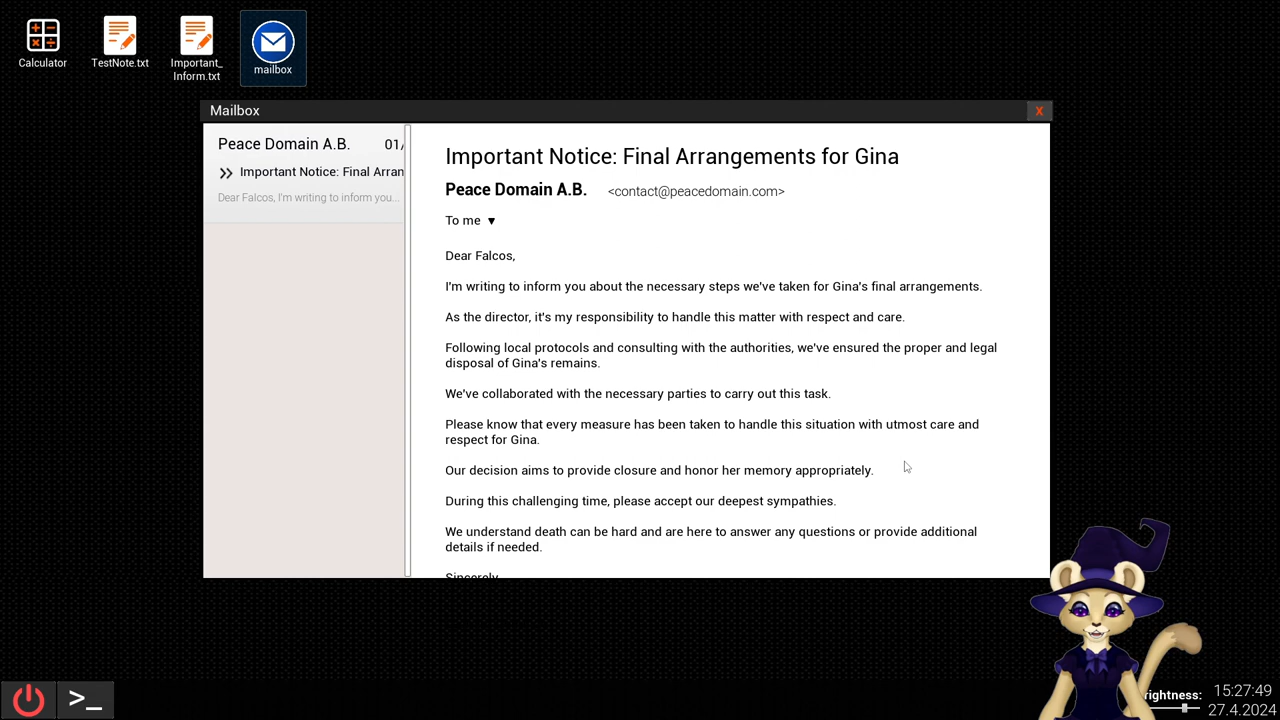 Calculator
TestNote.txt
Important_
Inform.txt
mailbox
Mailbox
X
Peace Domain A.B. 01/
Important Notice: Final Arran
Dear Falcos, I'm writing to inform you...
Important Notice: Final Arrangements for Gina
Peace Domain A.B. <contact@peacedomain.com>
To me ▼
Dear Falcos,
I'm writing to inform you about the necessary steps we've taken for Gina's final arrangements.
As the director, it's my responsibility to handle this matter with respect and care.
Following local protocols and consulting with the authorities, we've ensured the proper and legal
disposal of Gina's remains.
We've collaborated with the necessary parties to carry out this task.
Please know that every measure has been taken to handle this situation with utmost care and
respect for Gina.
Our decision aims to provide closure and honor her memory appropriately.
During this challenging time, please accept our deepest sympathies.
We understand death can be hard and are here to answer any questions or provide additional
details if needed.
Sincerely
>_
rightness:
15:27:49
27.4.2024